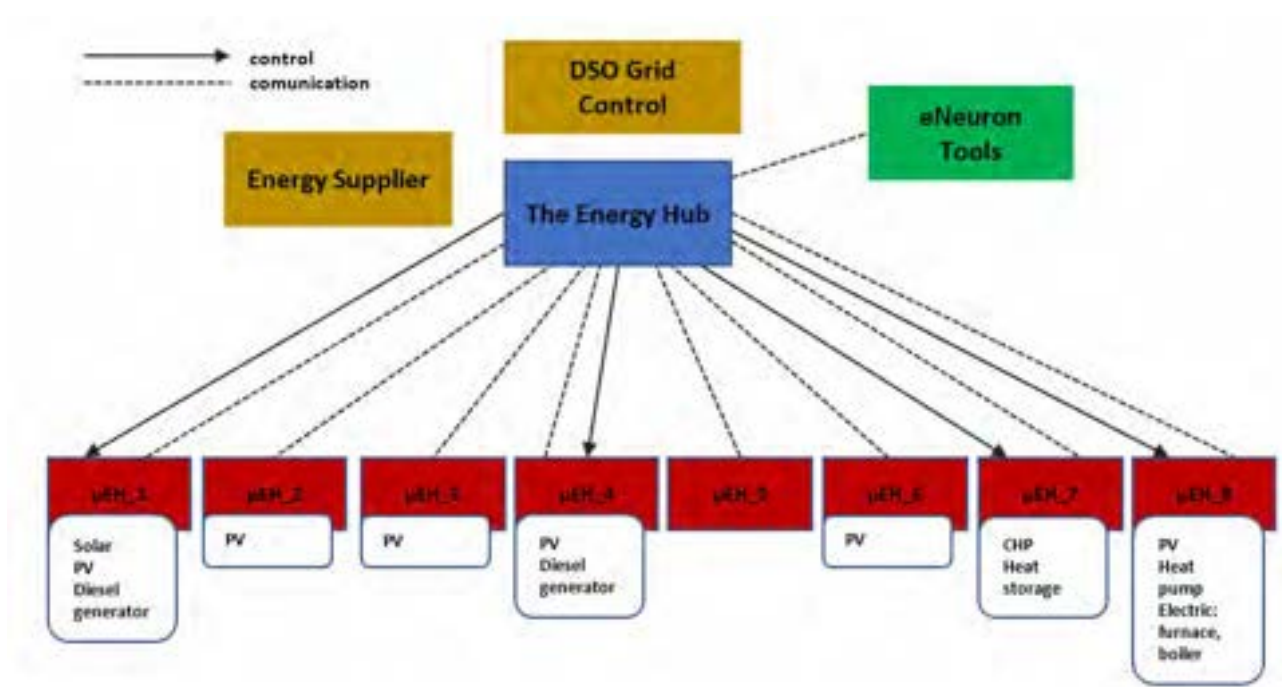 control
comunication
DSO Grid
Control
eNeuron
Tools
Energy Supplier
The Energy Hub
µEH_1
µEH_2
µEH_3
µEH_4
µEH_5
µEH_6
µEH_7
µEH_8
Solar
PV
Diesel
generator
PV
PV
PV
Diesel
generator
PV
CHP
Heat
storage
PV
Heat
pump
Electric:
furnace,
boiler